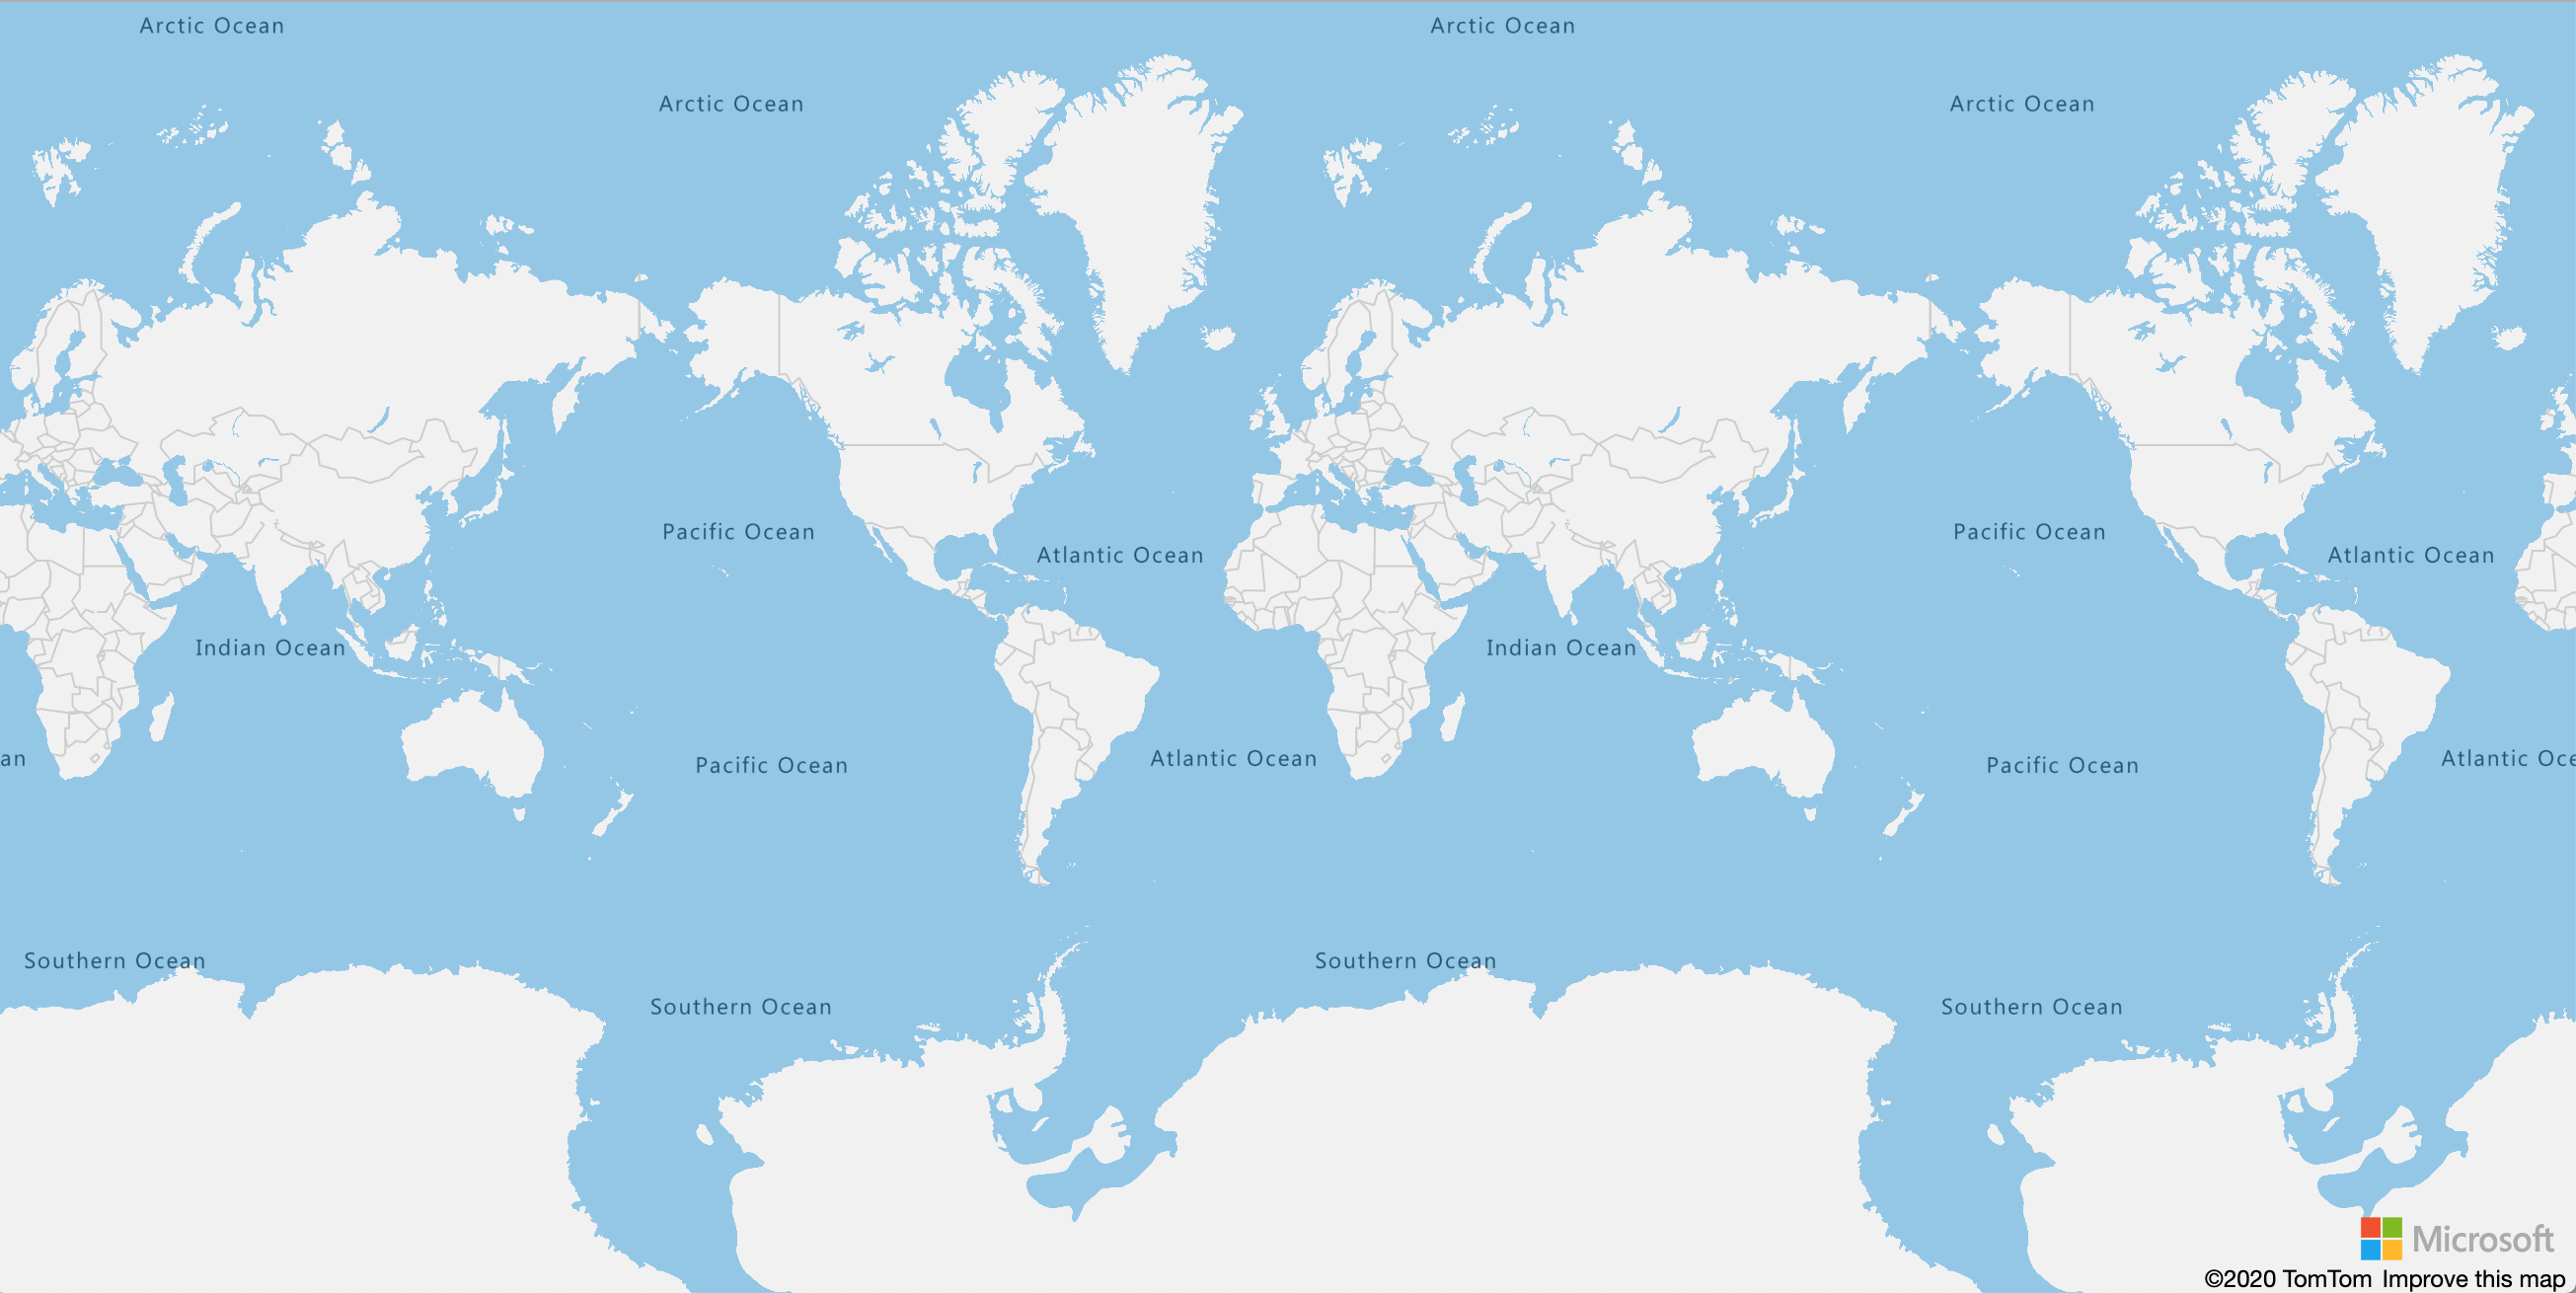 Arctic Ocean
Arctic Ocean
Arctic Ocean
Arctic Ocean
Pacific Ocean
Pacific Ocean
Atlantic Ocean
Atlantic Ocean
Indian Ocean
Indian Ocean
an
Atlantic Ocean
Atlantic Oce
Pacific Ocean
Pacific Ocean
Southern Ocean
Southern Ocean
Southern Ocean
Southern Ocean
Microsoft
©2020 TomTom Improve this map